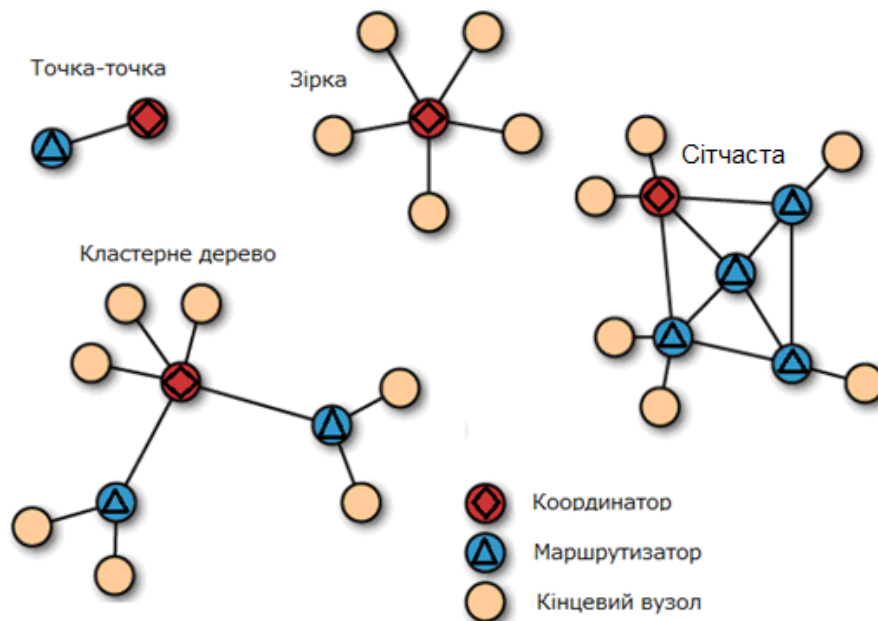 Точка-точка
Зірка
Сітчаста
Кластерне дерево
Координатор
Маршрутизатор
Кінцевий вузол